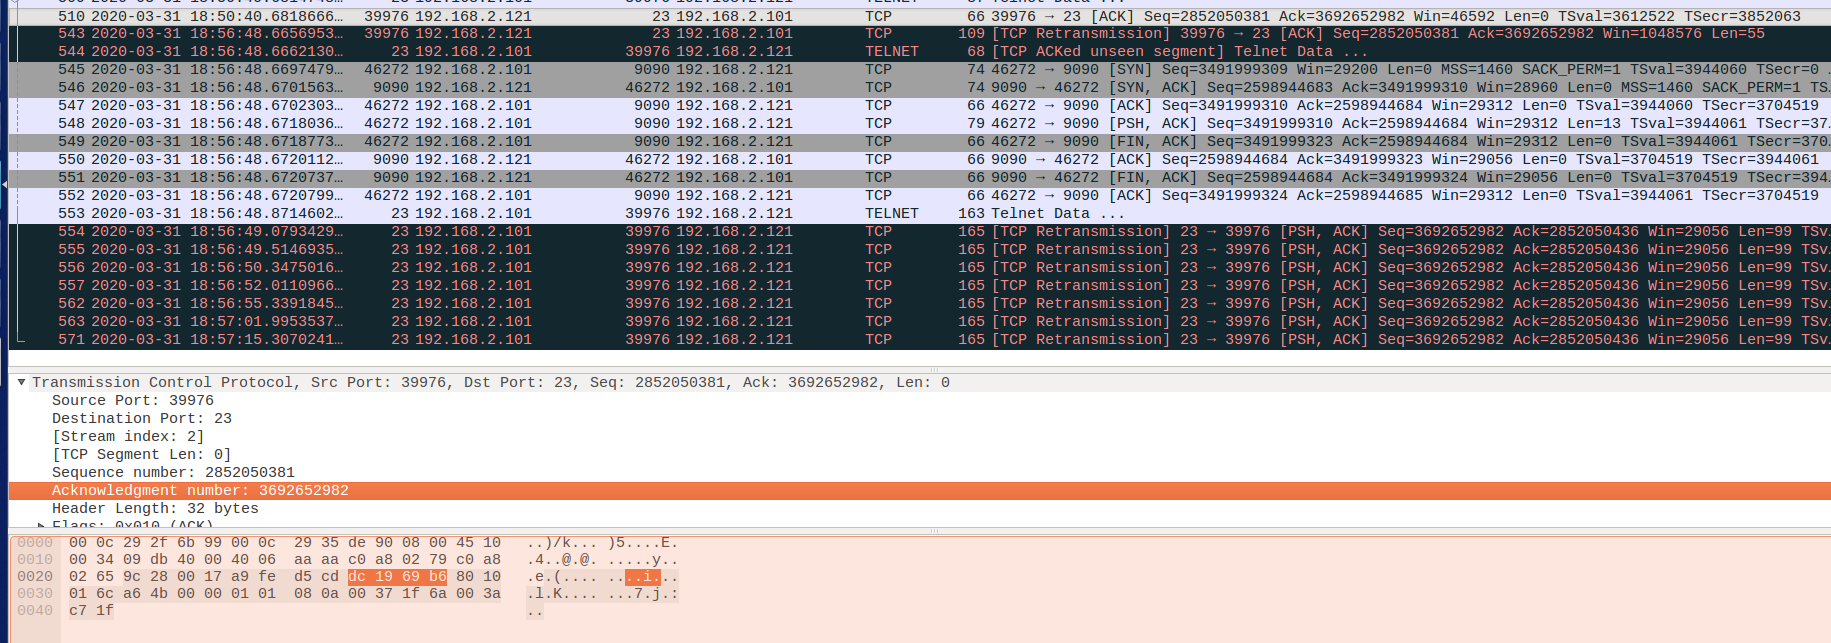 510 2020-03-31 18:50:40.6818666… 39976 192.168.2.121 23 192.168.2.101 TCP 66 39976 → 23 [ACK] Seq=2852050381 Ack=3692652982 Win=46592 Len=0 TSval=3612522 TSecr=3852063
543 2020-03-31 18:56:48.6656953… 39976 192.168.2.121 23 192.168.2.101 TCP 109 [TCP Retransmission] 39976 → 23 [ACK] Seq=2852050381 Ack=3692652982 Win=1048576 Len=55
544 2020-03-31 18:56:48.6662130… 23 192.168.2.101 39976 192.168.2.121 TELNET 68 [TCP ACKed unseen segment] Telnet Data ...
545 2020-03-31 18:56:48.6697479… 46272 192.168.2.101 9090 192.168.2.121 TCP 74 46272 → 9090 [SYN] Seq=3491999309 Win=29200 Len=0 MSS=1460 SACK_PERM=1 TSval=3944060 TSecr=0
546 2020-03-31 18:56:48.6701563… 9090 192.168.2.121 46272 192.168.2.101 TCP 74 9090 → 46272 [SYN, ACK] Seq=2598944683 Ack=3491999310 Win=28960 Len=0 MSS=1460 SACK_PERM=1 TS…
547 2020-03-31 18:56:48.6702303… 46272 192.168.2.101 9090 192.168.2.121 TCP 66 46272 → 9090 [ACK] Seq=3491999310 Ack=2598944684 Win=29312 Len=0 TSval=3944060 TSecr=3704519
548 2020-03-31 18:56:48.6718036… 46272 192.168.2.101 9090 192.168.2.121 TCP 79 46272 → 9090 [PSH, ACK] Seq=3491999310 Ack=2598944684 Win=29312 Len=13 TSval=3944061 TSecr=37…
549 2020-03-31 18:56:48.6718773… 46272 192.168.2.101 9090 192.168.2.121 TCP 66 46272 → 9090 [FIN, ACK] Seq=3491999323 Ack=2598944684 Win=29312 Len=0 TSval=3944061 TSecr=370…
550 2020-03-31 18:56:48.6720112… 9090 192.168.2.121 46272 192.168.2.101 TCP 66 9090 → 46272 [ACK] Seq=2598944684 Ack=3491999323 Win=29056 Len=0 TSval=3704519 TSecr=3944061
551 2020-03-31 18:56:48.6720737… 9090 192.168.2.121 46272 192.168.2.101 TCP 66 9090 → 46272 [FIN, ACK] Seq=2598944684 Ack=3491999324 Win=29056 Len=0 TSval=3704519 TSecr=394…
552 2020-03-31 18:56:48.6720799… 46272 192.168.2.101 9090 192.168.2.121 TCP 66 46272 → 9090 [ACK] Seq=3491999324 Ack=2598944685 Win=29312 Len=0 TSval=3944061 TSecr=3704519
553 2020-03-31 18:56:48.8714602… 23 192.168.2.101 39976 192.168.2.121 TELNET 163 Telnet Data ...
554 2020-03-31 18:56:49.0793429… 23 192.168.2.101 39976 192.168.2.121 TCP 165 [TCP Retransmission] 23 → 39976 [PSH, ACK] Seq=3692652982 Ack=2852050436 Win=29056 Len=99 TSv…
555 2020-03-31 18:56:49.5146935… 23 192.168.2.101 39976 192.168.2.121 TCP 165 [TCP Retransmission] 23 → 39976 [PSH, ACK] Seq=3692652982 Ack=2852050436 Win=29056 Len=99 TSv…
556 2020-03-31 18:56:50.3475016… 23 192.168.2.101 39976 192.168.2.121 TCP 165 [TCP Retransmission] 23 → 39976 [PSH, ACK] Seq=3692652982 Ack=2852050436 Win=29056 Len=99 TSv…
557 2020-03-31 18:56:52.0110966… 23 192.168.2.101 39976 192.168.2.121 TCP 165 [TCP Retransmission] 23 → 39976 [PSH, ACK] Seq=3692652982 Ack=2852050436 Win=29056 Len=99 TSv…
562 2020-03-31 18:56:55.3391845… 23 192.168.2.101 39976 192.168.2.121 TCP 165 [TCP Retransmission] 23 → 39976 [PSH, ACK] Seq=3692652982 Ack=2852050436 Win=29056 Len=99 TSv…
563 2020-03-31 18:57:01.9953537… 23 192.168.2.101 39976 192.168.2.121 TCP 165 [TCP Retransmission] 23 → 39976 [PSH, ACK] Seq=3692652982 Ack=2852050436 Win=29056 Len=99 TSv…
571 2020-03-31 18:57:15.3070241… 23 192.168.2.101 39976 192.168.2.121 TCP 165 [TCP Retransmission] 23 → 39976 [PSH, ACK] Seq=3692652982 Ack=2852050436 Win=29056 Len=99 TSv…
Transmission Control Protocol, Src Port: 39976, Dst Port: 23, Seq: 2852050381, Ack: 3692652982, Len: 0
Source Port: 39976
Destination Port: 23
[Stream index: 2]
[TCP Segment Len: 0]
Sequence number: 2852050381
Acknowledgment number: 3692652982
Header Length: 32 bytes
Flags: 0x010 (ACK)
0000 00 0c 29 2f 6b 99 00 0c 29 35 de 90 08 00 45 10 ..)/k... )5....E.
0010 00 34 09 db 40 00 40 06 aa aa c0 a8 02 79 c0 a8 .4..@.@. .....y..
0020 02 65 9c 28 00 17 a9 fe d5 cd dc 19 69 b6 80 10 .e.(.... ....i...
0030 01 6c a6 4b 00 00 01 01 08 0a 00 37 1f 6a 00 3a .l.K.... ...7.j.:
0040 c7 1f ..